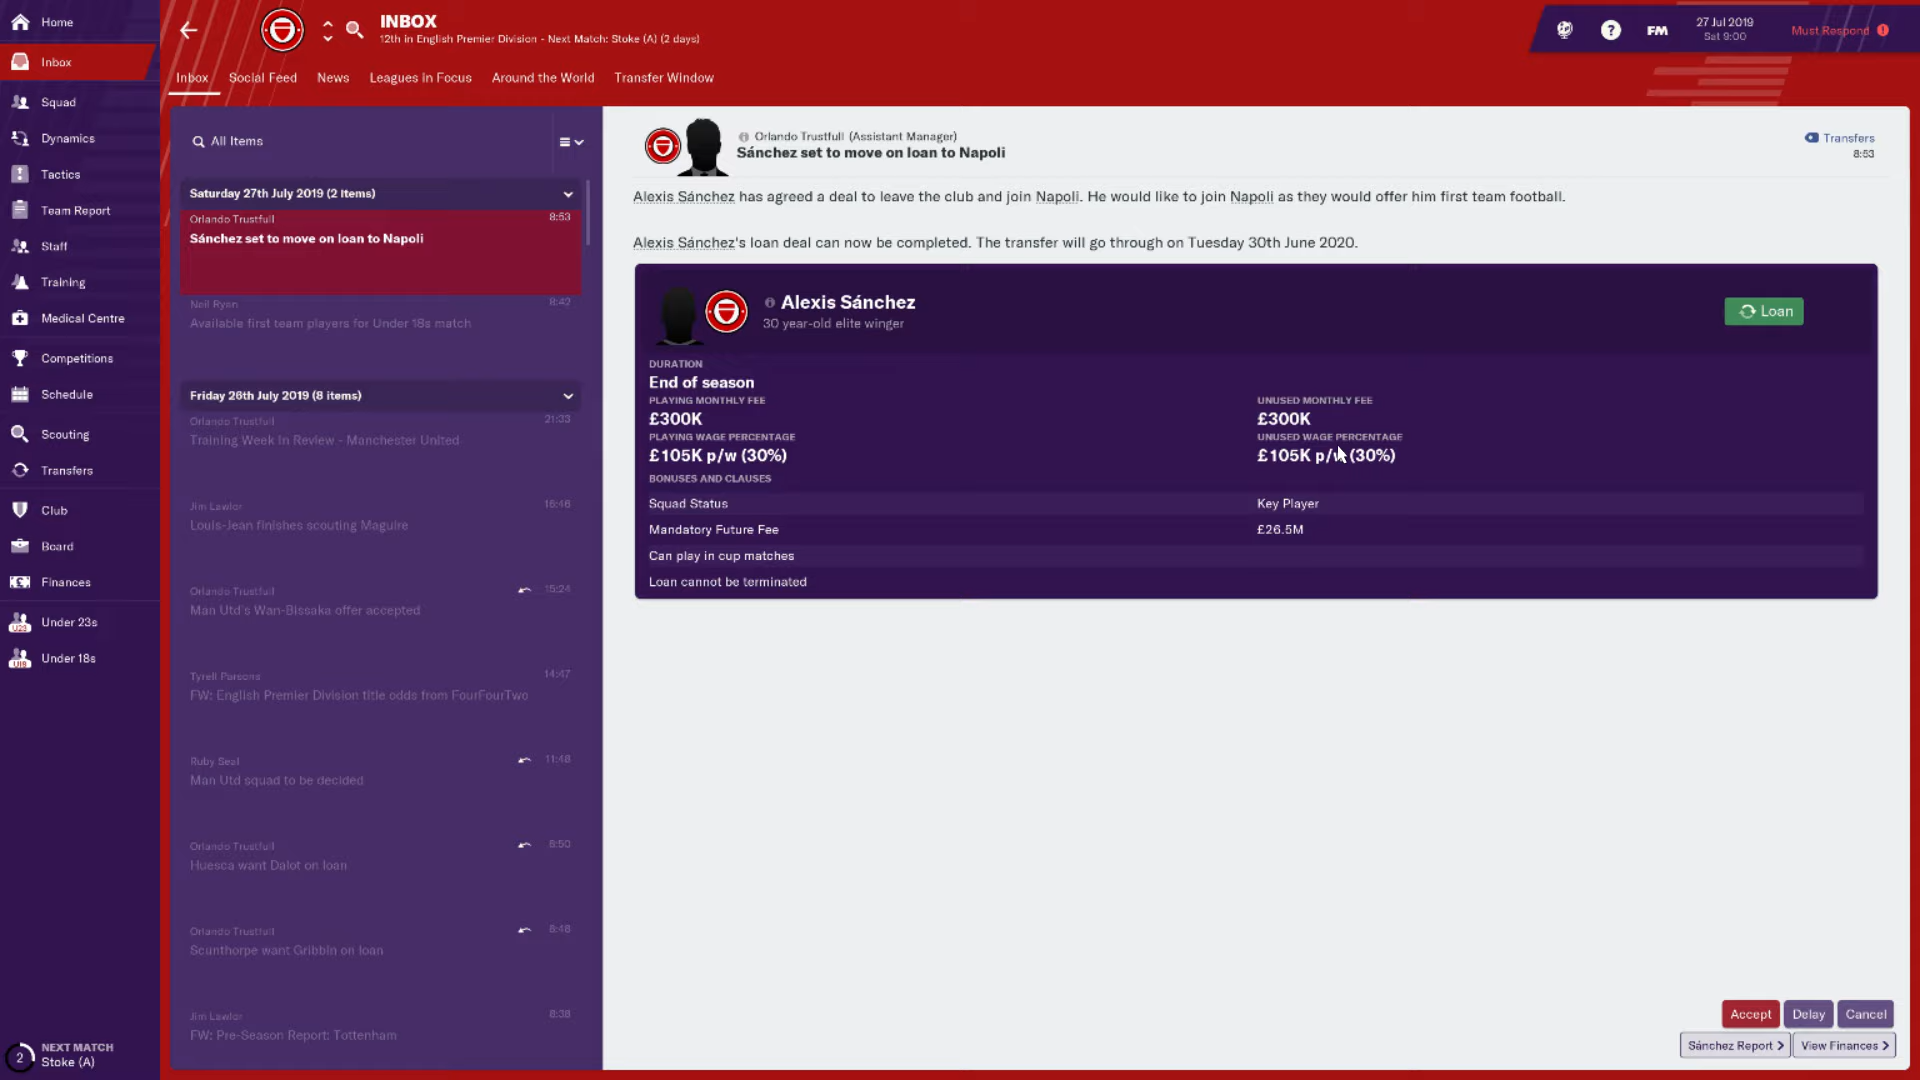 Home
Inbox
Squad
Dynamics
Tactics
Team Report
Staff
Training
Medical Centre
Competitions
Schedule
Scouting
Transfers
Club
Board
Finances
U23
Under 23s
U18
Under 18s
2
NEXT MATCH
Stoke (A)
INBOX
12th in English Premier Division - Next Match: Stoke (A) (2 days)
FM
27 Jul 2019
Sat 9:00
Must Respond
Inbox
Social Feed
News
Leagues In Focus
Around the World
Transfer Window
All Items
Saturday 27th July 2019 (2 Items)
Orlando Trustfull
8:53
Sánchez set to move on loan to Napoli
Neil Ryan
8:42
Available first team players for Under 18s match
Friday 26th July 2019 (8 items)
Orlando Trustfull
21:33
Training Week In Review - Manchester United
Jim Lawlor
16:46
Louis-Jean finishes scouting Maguire
Orlando Trustfull
15:24
Man Utd's Wan-Bissaka offer accepted
Tyrell Parsons
14:47
FW: English Premier Division title odds from FourFourTwo
Ruby Seal
11:48
Man Utd squad to be decided
Orlando Trustfull
8:50
Huesca want Dalot on loan
Orlando Trustfull
8:48
Scunthorpe want Gribbin on loan
Jim Lawlor
8:38
FW: Pre-Season Report: Tottenham
Orlando Trustfull (Assistant Manager)
Sánchez set to move on loan to Napoli
Transfers
8:53
Alexis Sánchez has agreed a deal to leave the club and join Napoli. He would like to join Napoli as they would offer him first team football.
Alexis Sánchez's loan deal can now be completed. The transfer will go through on Tuesday 30th June 2020.
Alexis Sánchez
30 year-old elite winger
Loan
DURATION
End of season
PLAYING MONTHLY FEE
£300K
UNUSED MONTHLY FEE
£300K
PLAYING WAGE PERCENTAGE
£105K p/w (30%)
UNUSED WAGE PERCENTAGE
£105K p/w (30%)
BONUSES AND CLAUSES
Squad Status
Key Player
Mandatory Future Fee
£26.5M
Can play in cup matches
Loan cannot be terminated
Accept
Delay
Cancel
Sánchez Report
View Finances